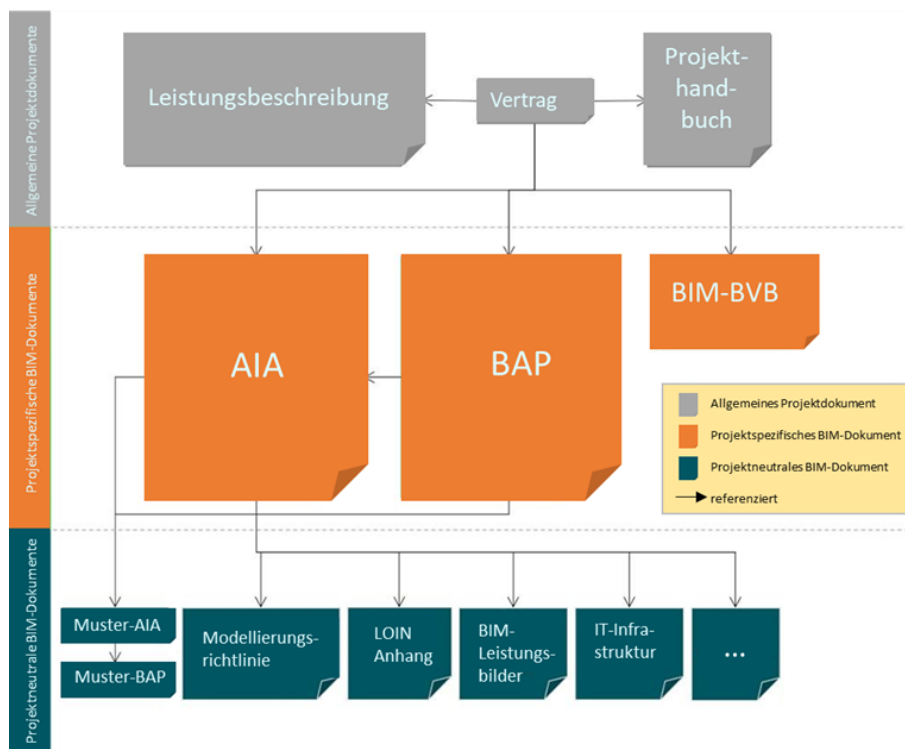 Allgemeine Projektdokumente
Leistungsbeschreibung
Vertrag
Projekt-
hand-
buch
Projektspezifische BIM-Dokumente
AIA
BAP
BIM-BVB
Allgemeines Projektdokument
Projektspezifisches BIM-Dokument
Projektneutrales BIM-Dokument
referenziert
Projektneutrale BIM-Dokumente
Muster-AIA
Muster-BAP
Modellierungs-
richtlinie
LOIN
Anhang
BIM-
Leistungs-
bilder
IT-Infra-
struktur
...